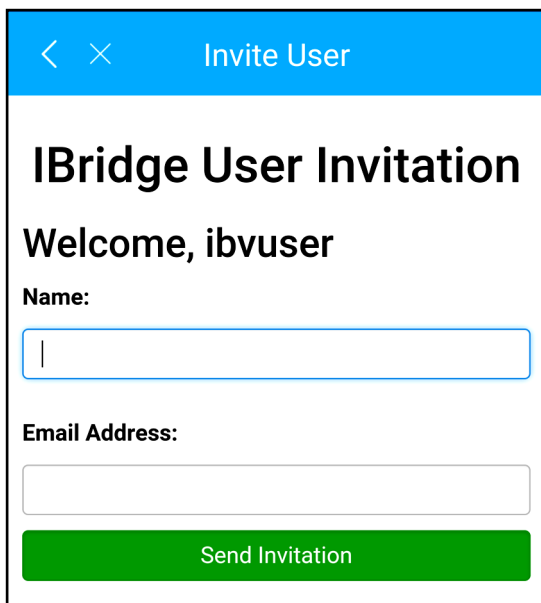 Invite User
IBridge User Invitation
Welcome, ibvuser
Name:
Email Address:
Send Invitation